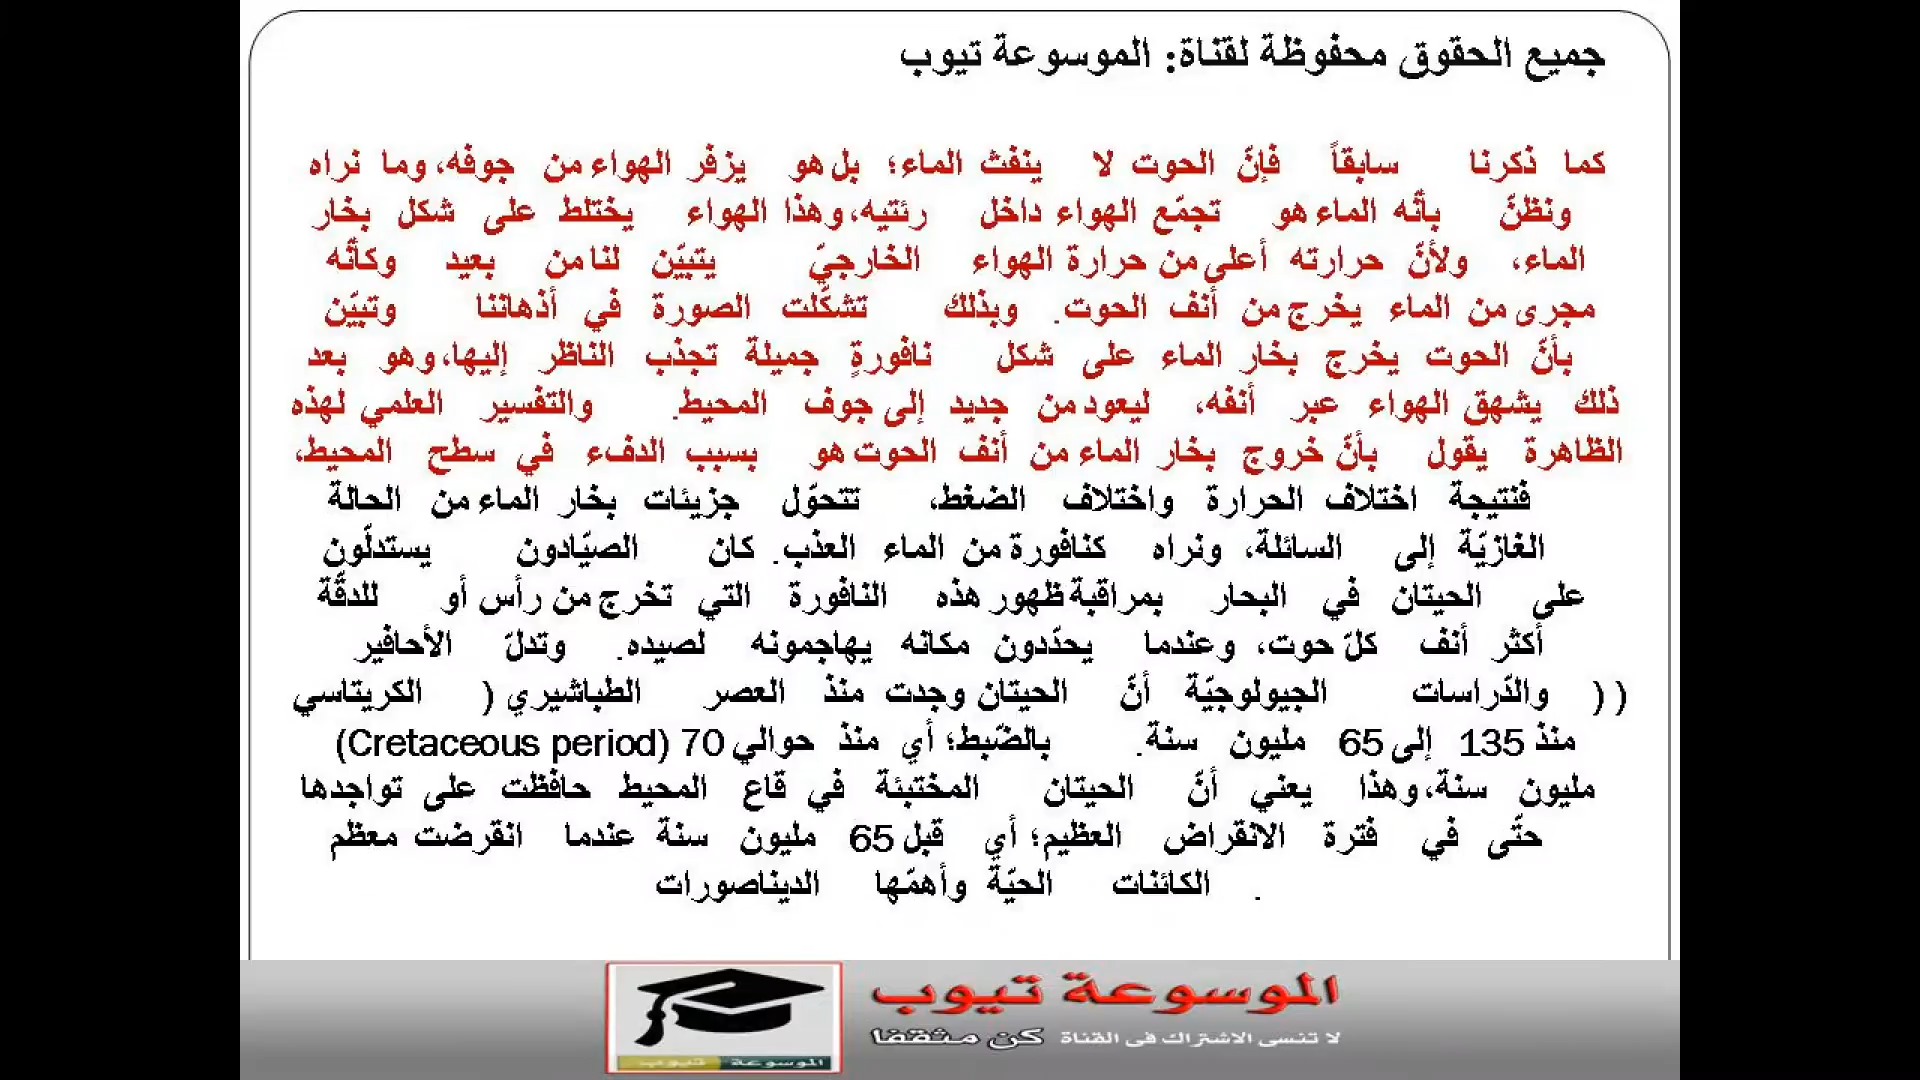 جميع الحقوق محفوظة لقناة: الموسوعة تيوب
كما ذكرنا سابقاً فإنّ الحوت لا ينفث الماء؛ بل هو يزفر الهواء من جوفه، وما نراه
ونظنّ بأنّه الماء هو تجمّع الهواء داخل رئتيه، وهذا الهواء يختلط على شكل بخار
الماء، ولأنّ حرارته أعلى من حرارة الهواء الخارجيّ يتبيّن لنا من بعيد وكأنّه
مجرى من الماء يخرج من أنف الحوت. وبذلك تشكّلت الصورة في أذهاننا وتبيّن
بأنّ الحوت يخرج بخار الماء على شكل نافورةٍ جميلة تجذب الناظر إليها، وهو بعد
ذلك يشهق الهواء عبر أنفه، ليعود من جديد إلى جوف المحيط. والتفسير العلمي لهذه
الظاهرة يقول بأنّ خروج بخار الماء من أنف الحوت هو بسبب الدفء في سطح المحيط،
فنتيجة اختلاف الحرارة واختلاف الضغط، تتحوّل جزيئات بخار الماء من الحالة
الغازيّة إلى السائلة، ونراه كنافورة من الماء العذب. كان الصيّادون يستدلّون
على الحيتان في البحار بمراقبة ظهور هذه النافورة التي تخرج من رأس أو للدقّة
أكثر أنف كلّ حوت، وعندما يحدّدون مكانه يهاجمونه لصيده. وتدلّ الأحافير
(( والدّراسات الجيولوجيّة أنّ الحيتان وجدت منذ العصر الطباشيري ( الكريتاسي
منذ 135 إلى 65 مليون سنة. بالضّبط؛ أي منذ حوالي 70 (Cretaceous period)
مليون سنة، وهذا يعني أنّ الحيتان المختبئة في قاع المحيط حافظت على تواجدها
حتّى في فترة الانقراض العظيم؛ أي قبل 65 مليون سنة عندما انقرضت معظم
. الكائنات الحيّة وأهمّها الديناصورات
الموسوعة تيوب
لا تنسى الاشتراك فى القناة كن مثقفا
الموسوعة تيوب